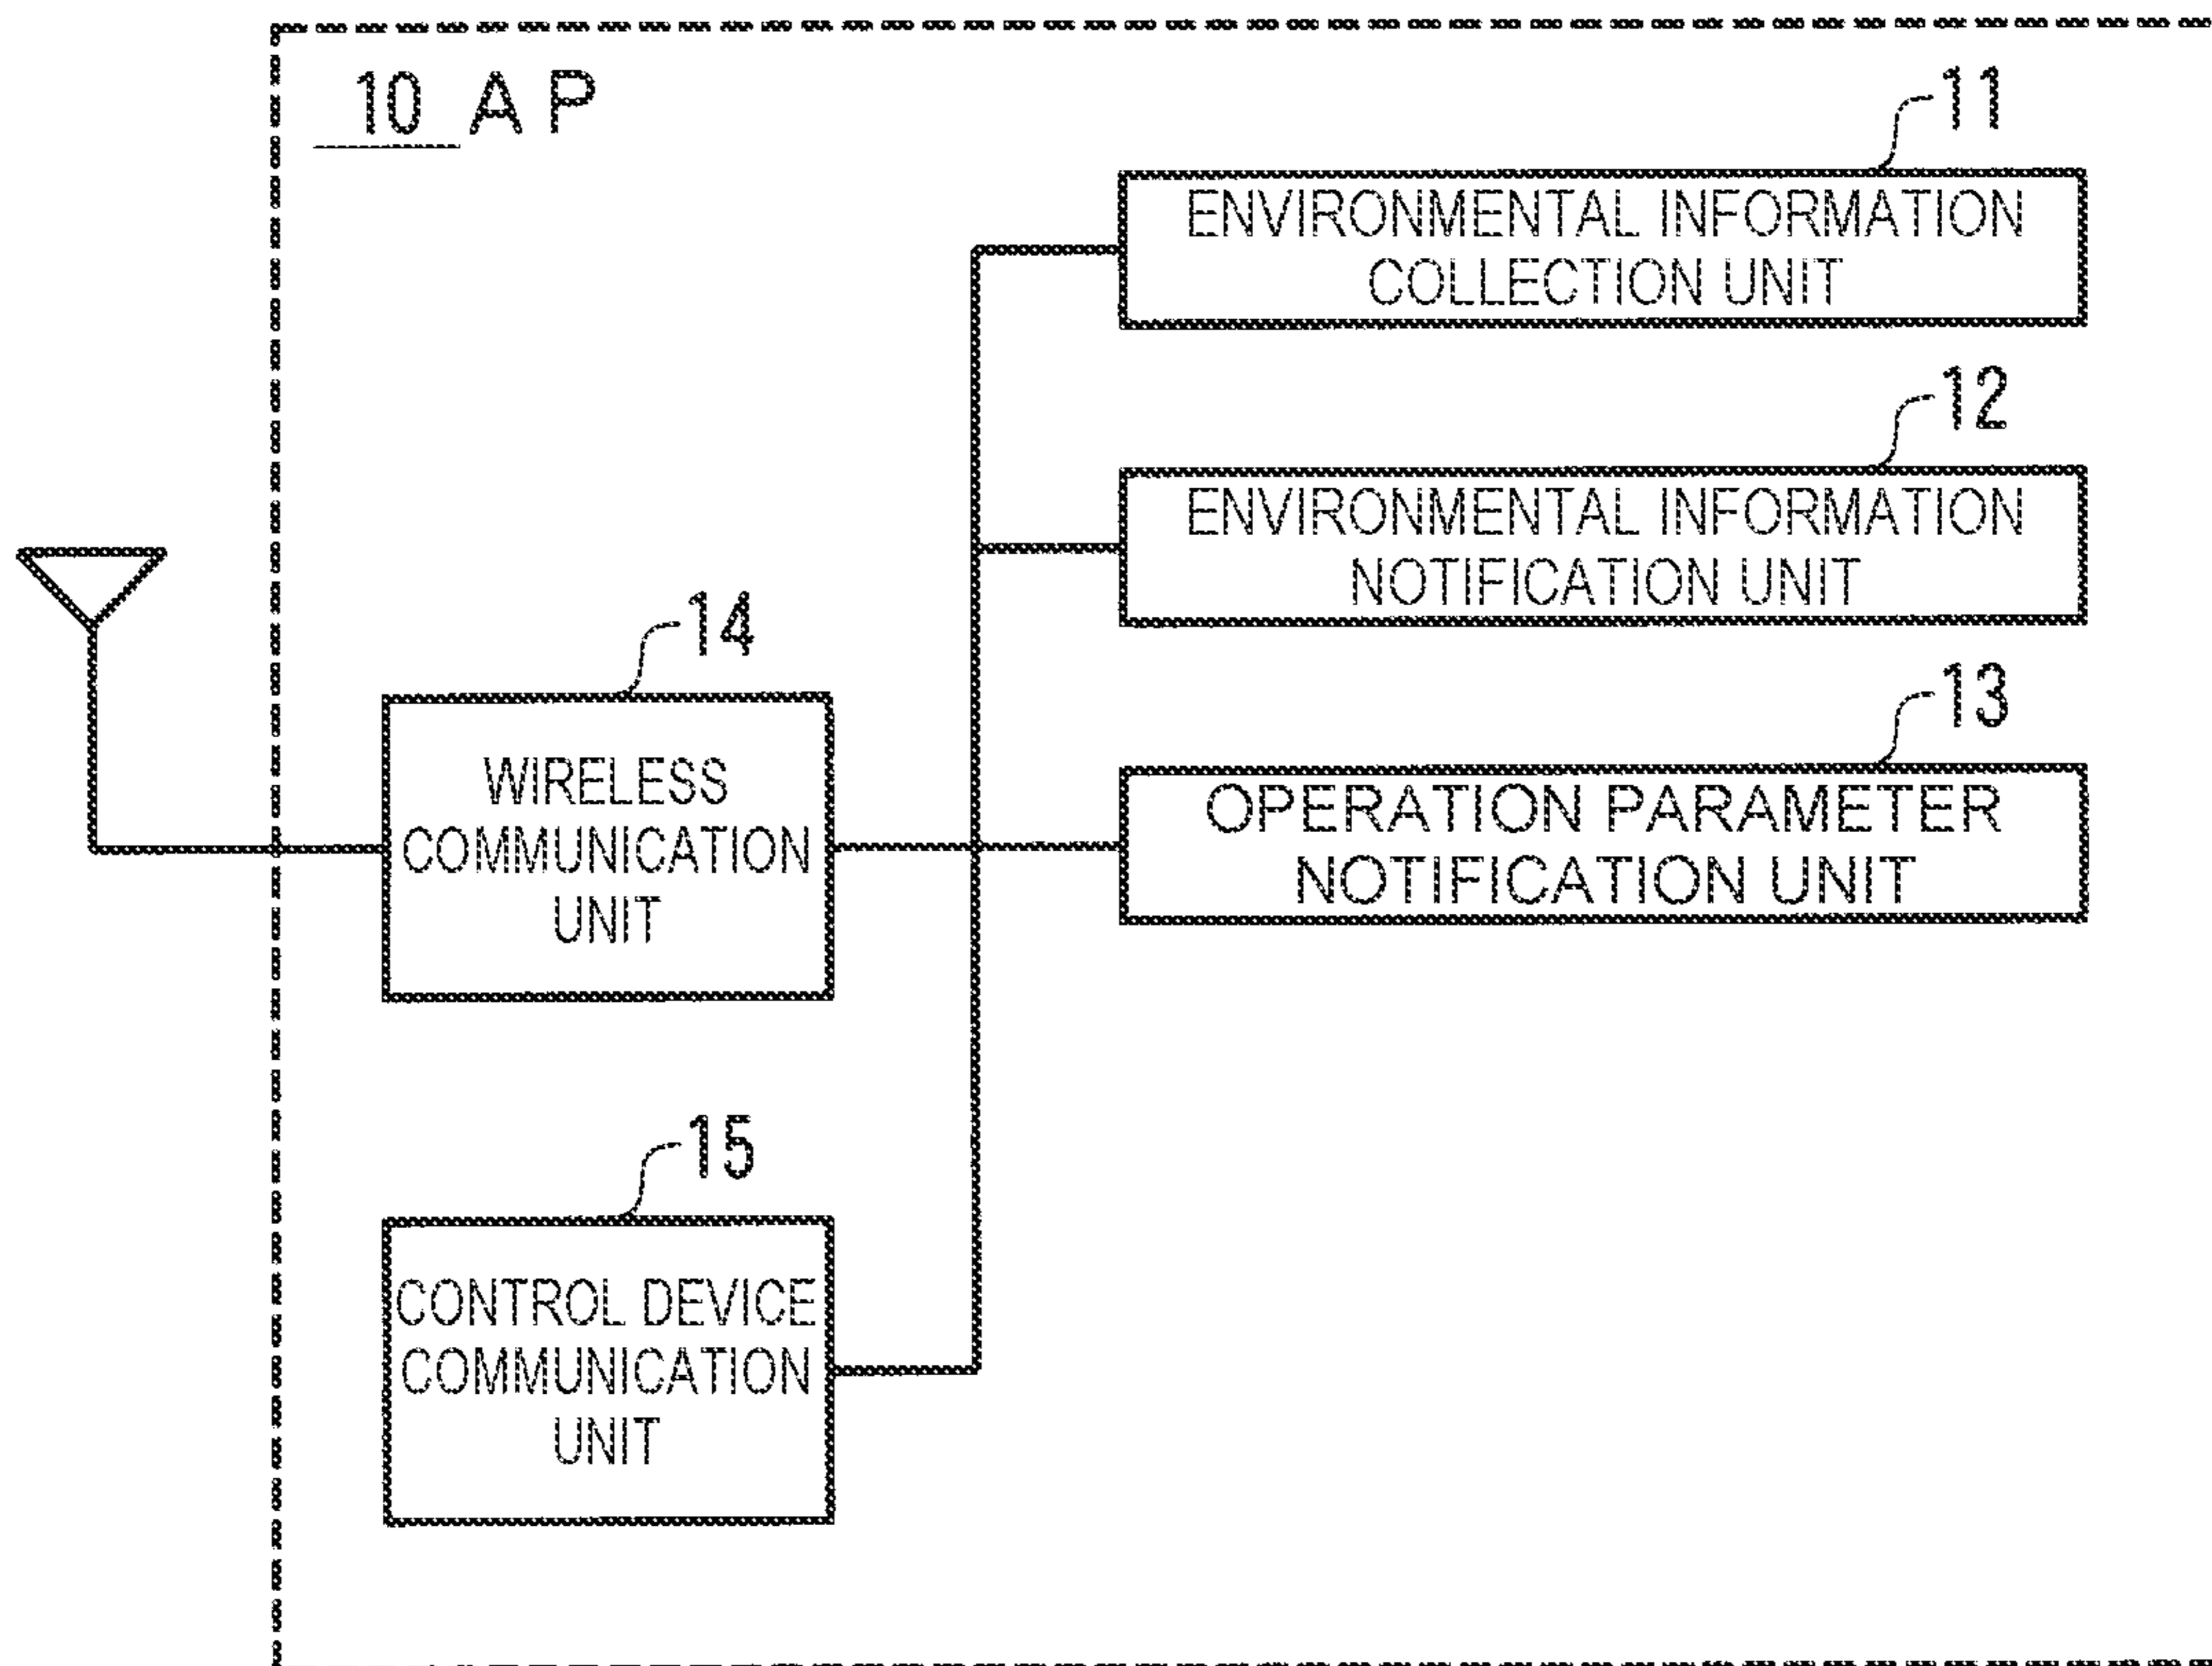 10 AP
11
ENVIRONMENTAL INFORMATION
COLLECTION UNIT
12
ENVIRONMENTAL INFORMATION
NOTIFICATION UNIT
13
OPERATION PARAMETER
NOTIFICATION UNIT
14
WIRELESS
COMMUNICATION
UNIT
15
CONTROL DEVICE
COMMUNICATION
UNIT